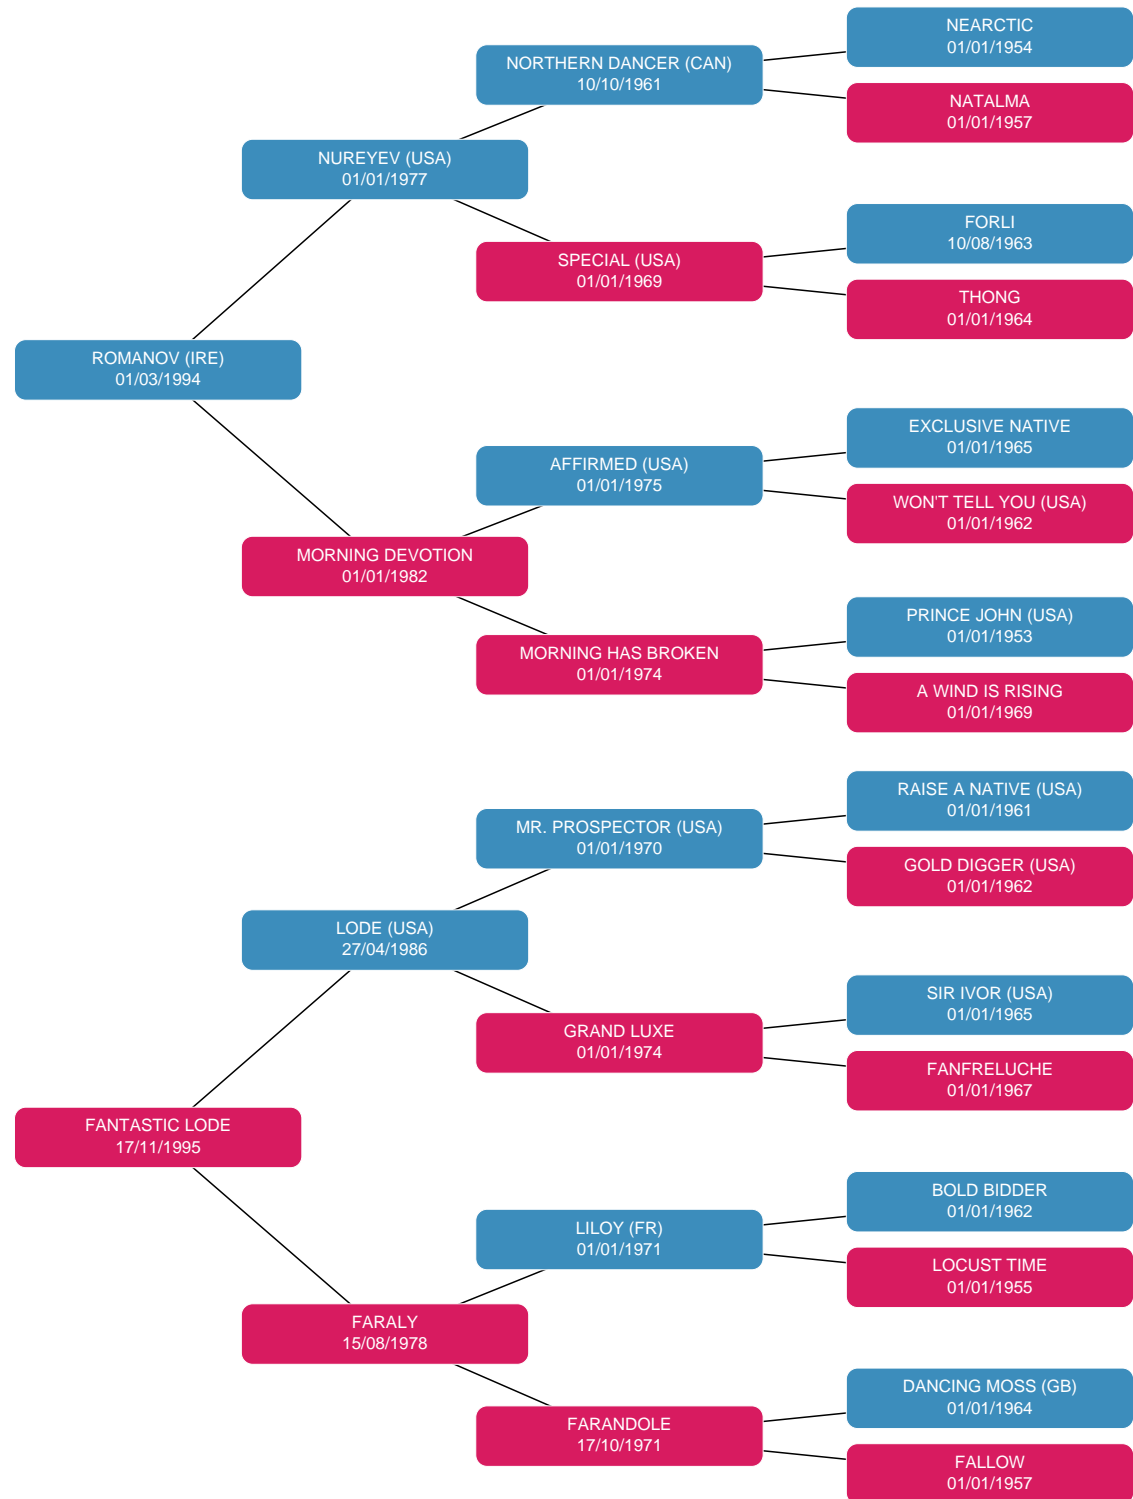 NEARCTIC
01/01/1954
NORTHERN DANCER (CAN)
10/10/1961
NATALMA
01/01/1957
NUREYEV (USA)
01/01/1977
FORLI
10/08/1963
SPECIAL (USA)
01/01/1969
THONG
01/01/1964
ROMANOV (IRE)
01/03/1994
EXCLUSIVE NATIVE
01/01/1965
AFFIRMED (USA)
01/01/1975
WON'T TELL YOU (USA)
01/01/1962
MORNING DEVOTION
01/01/1982
PRINCE JOHN (USA)
01/01/1953
MORNING HAS BROKEN
01/01/1974
A WIND IS RISING
01/01/1969
RAISE A NATIVE (USA)
01/01/1961
MR. PROSPECTOR (USA)
01/01/1970
GOLD DIGGER (USA)
01/01/1962
LODE (USA)
27/04/1986
SIR IVOR (USA)
01/01/1965
GRAND LUXE
01/01/1974
FANFRELUCHE
01/01/1967
FANTASTIC LODE
17/11/1995
BOLD BIDDER
01/01/1962
LILOY (FR)
01/01/1971
LOCUST TIME
01/01/1955
FARALY
15/08/1978
DANCING MOSS (GB)
01/01/1964
FARANDOLE
17/10/1971
FALLOW
01/01/1957